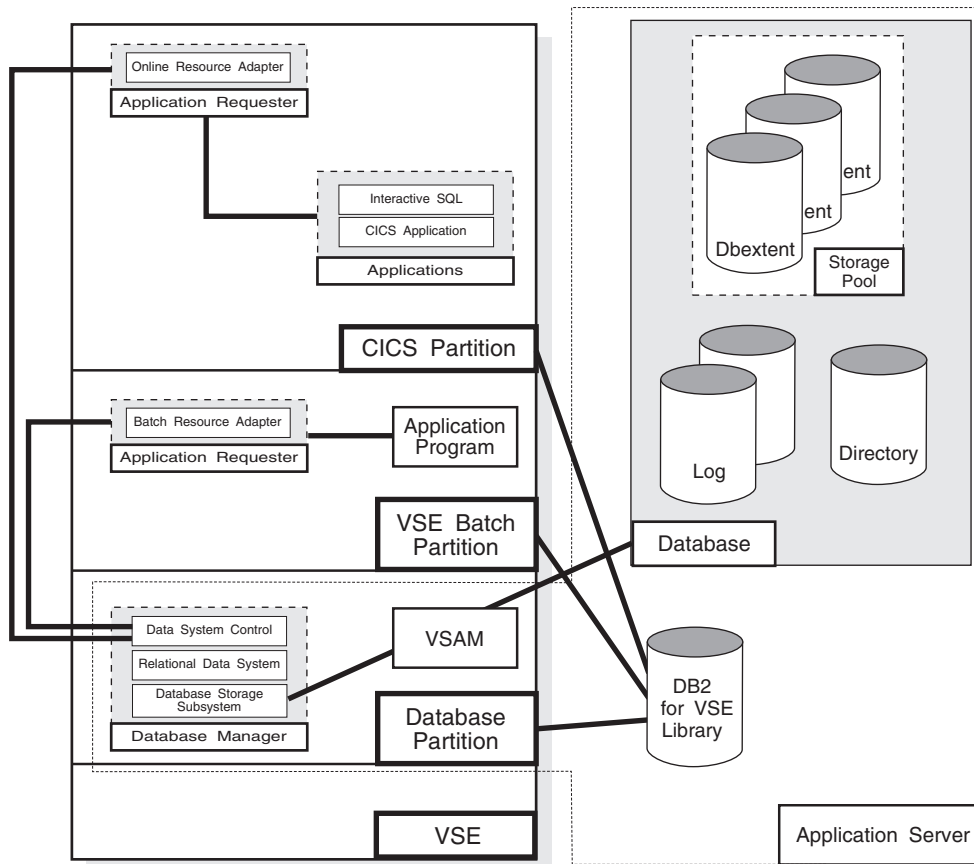 Online Resource Adapter
Application Requester
Interactive SQL
CICS Application
Applications
CICS Partition
Batch Resource Adapter
Application Requester
Application
Program
VSE Batch
Partition
Data System Control
Relational Data System
Database Storage
Subsystem
Database Manager
VSAM
Database
Partition
VSE
ent
ent
Dbextent
Storage
Pool
Log
Directory
Database
DB2
for VSE
Library
Application Server